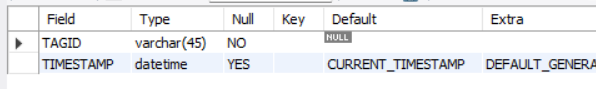 Field Type Null Key Default Extra
TAGID varchar(45) NO NULL
TIMESTAMP datetime YES CURRENT_TIMESTAMP DEFAULT_GENERA